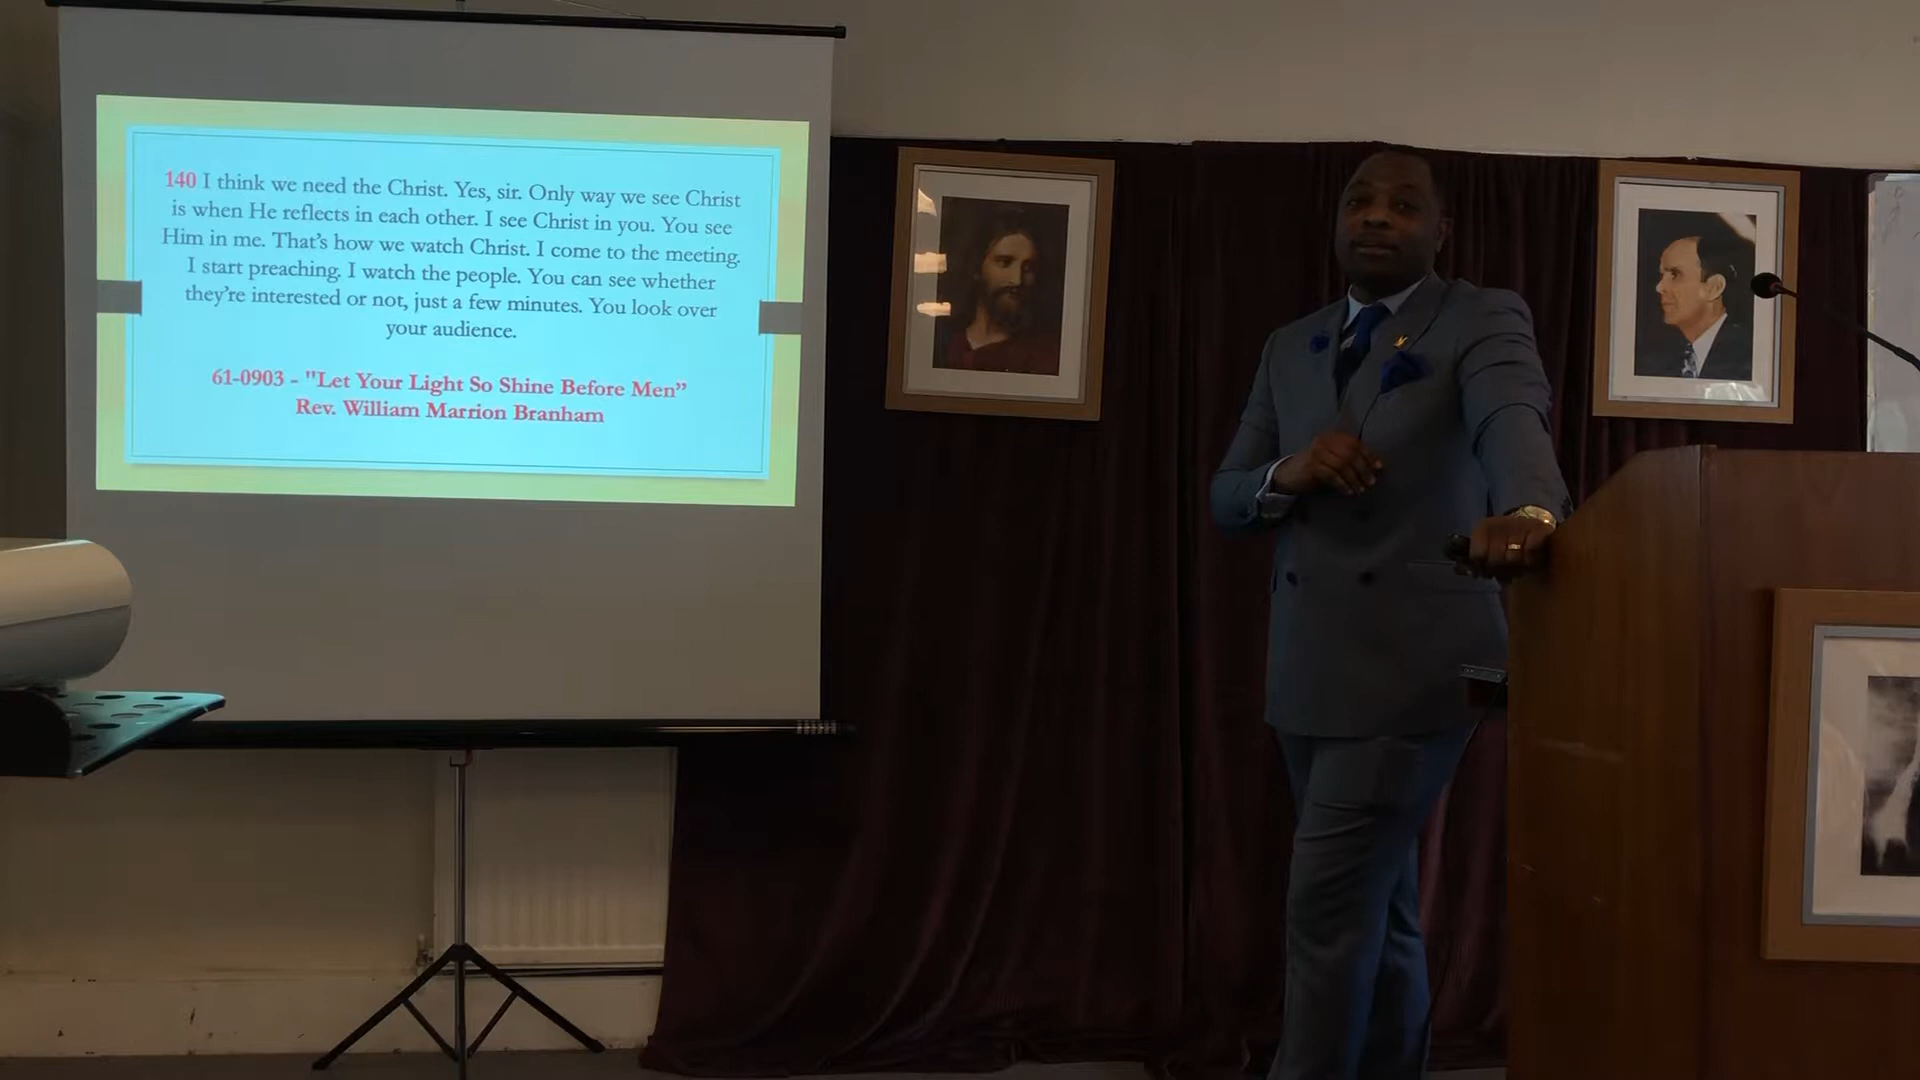 140 I think we need the Christ. Yes, sir. Only way we see Christ
is when He reflects in each other. I see Christ in you. You see
Him in me. That's how we watch Christ. I come to the meeting.
I start preaching. I watch the people. You can see whether
they're interested or not, just a few minutes. You look over
your audience.
61-0903 - "Let Your Light So Shine Before Men”
Rev. William Marrion Branham